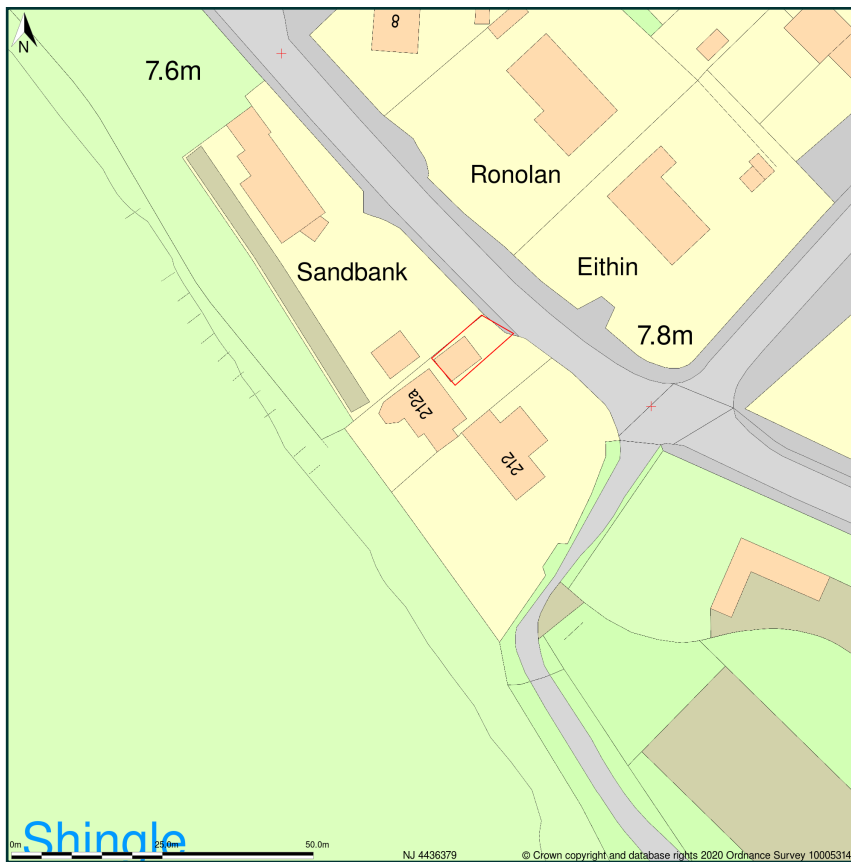 8
N
7.6m
Ronolan
Sandbank
Eithin
7.8m
212a
212
Shingle
0m 25.0m 50.0m
NJ 4436379
© Crown copyright and database rights 2020 Ordnance Survey 10005314